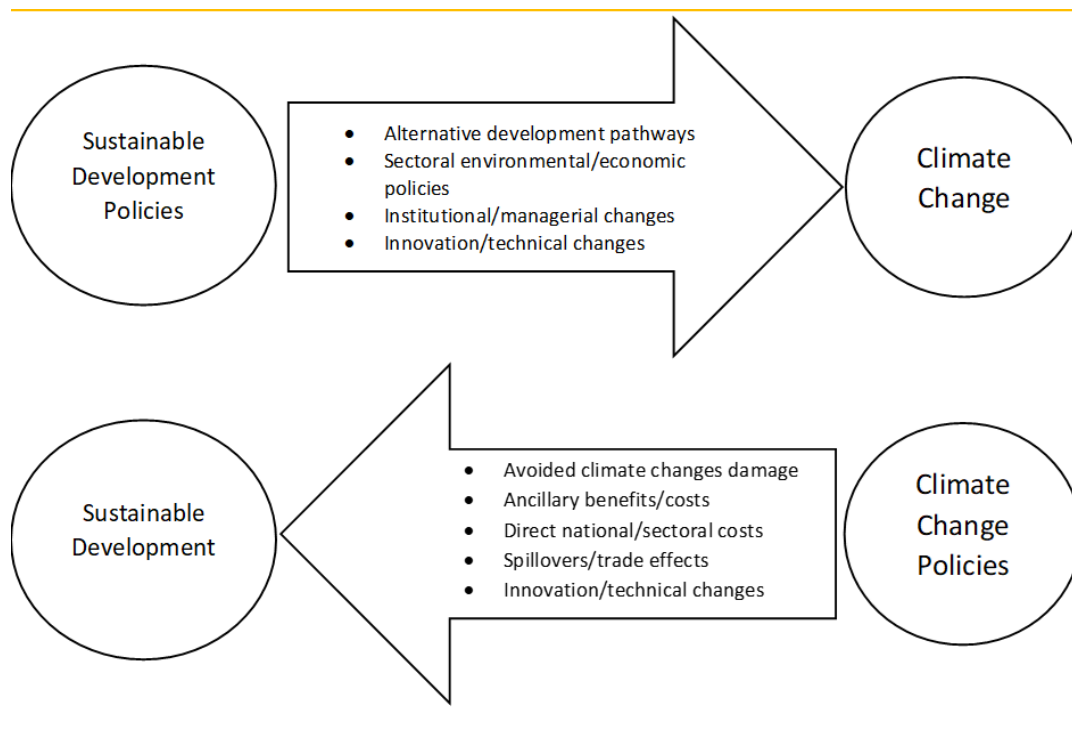 Sustainable
Development
Policies
• Alternative development pathways
• Sectoral environmental/economic
policies
• Institutional/managerial changes
• Innovation/technical changes
Climate
Change
Sustainable
Development
• Avoided climate changes damage
• Ancillary benefits/costs
• Direct national/sectoral costs
• Spillovers/trade effects
• Innovation/technical changes
Climate
Change
Policies